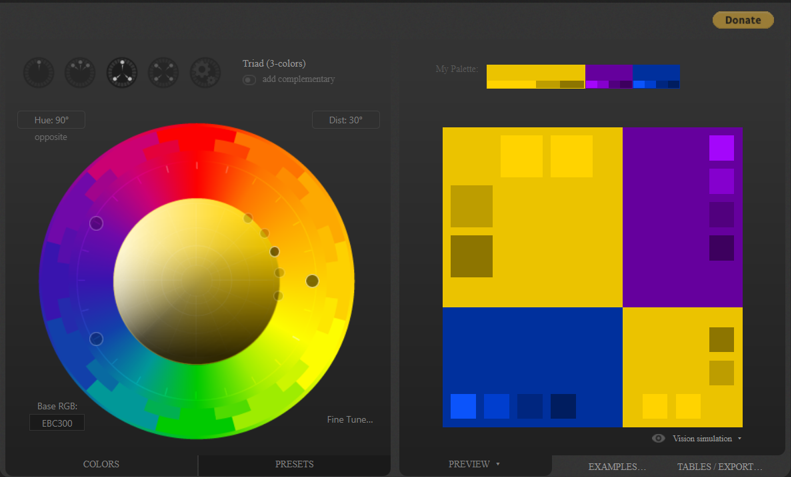 Donate
Triad (3-colors)
add complementary
My Palette:
Hue: 90°
Dist: 30°
opposite
Base RGB:
EBC300
Fine Tune...
Vision simulation
COLORS
PRESETS
PREVIEW
EXAMPLES...
TABLES / EXPORT...